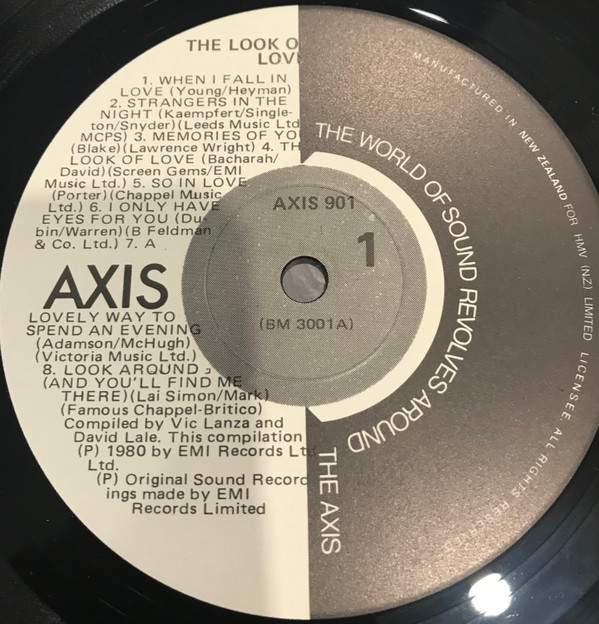 THE LOOK O
LOV
1. WHEN I FALL IN
LOVE (Young/Heyman)
2. STRANGERS IN THE
NIGHT (Kaempfert/Single-
ton/Snyder)(Leeds Music Ltd
MCPS) 3. MEMORIES OF YO
(Blake)(Lawrence Wright) 4. TH
LOOK OF LOVE (Bacharah/
David)(Screen Gems/EMI
Music Ltd.) 5. SO IN LOVE
(Porter)(Chappel Music
Ltd.) 6. I ONLY HAVE
EYES FOR YOU (Du-
bin/Warren)(B Feldman
& Co. Ltd.) 7. A
AXIS
LOVELY WAY TO
SPEND AN EVENING
(Adamson/McHugh)
(Victoria Music Ltd.)
8. LOOK AROUND
(AND YOU'LL FIND ME
THERE)(Lai Simon/Mark)
(Famous Chappel-Britico)
Compiled by Vic Lanza and
David Lale. This compilation
(P) 1980 by EMI Records Lt
Ltd.
(P) Original Sound Record
ings made by EMI
Records Limited
AXIS 901
1
(BM 3001A)
THE WORLD OF SOUND REVOLVES AROUND
THE AXIS
MANUFACTURED IN NEW ZEALAND FOR HMV (NZ) LIMITED LICENSEE ALL RIGHTS RESERVED